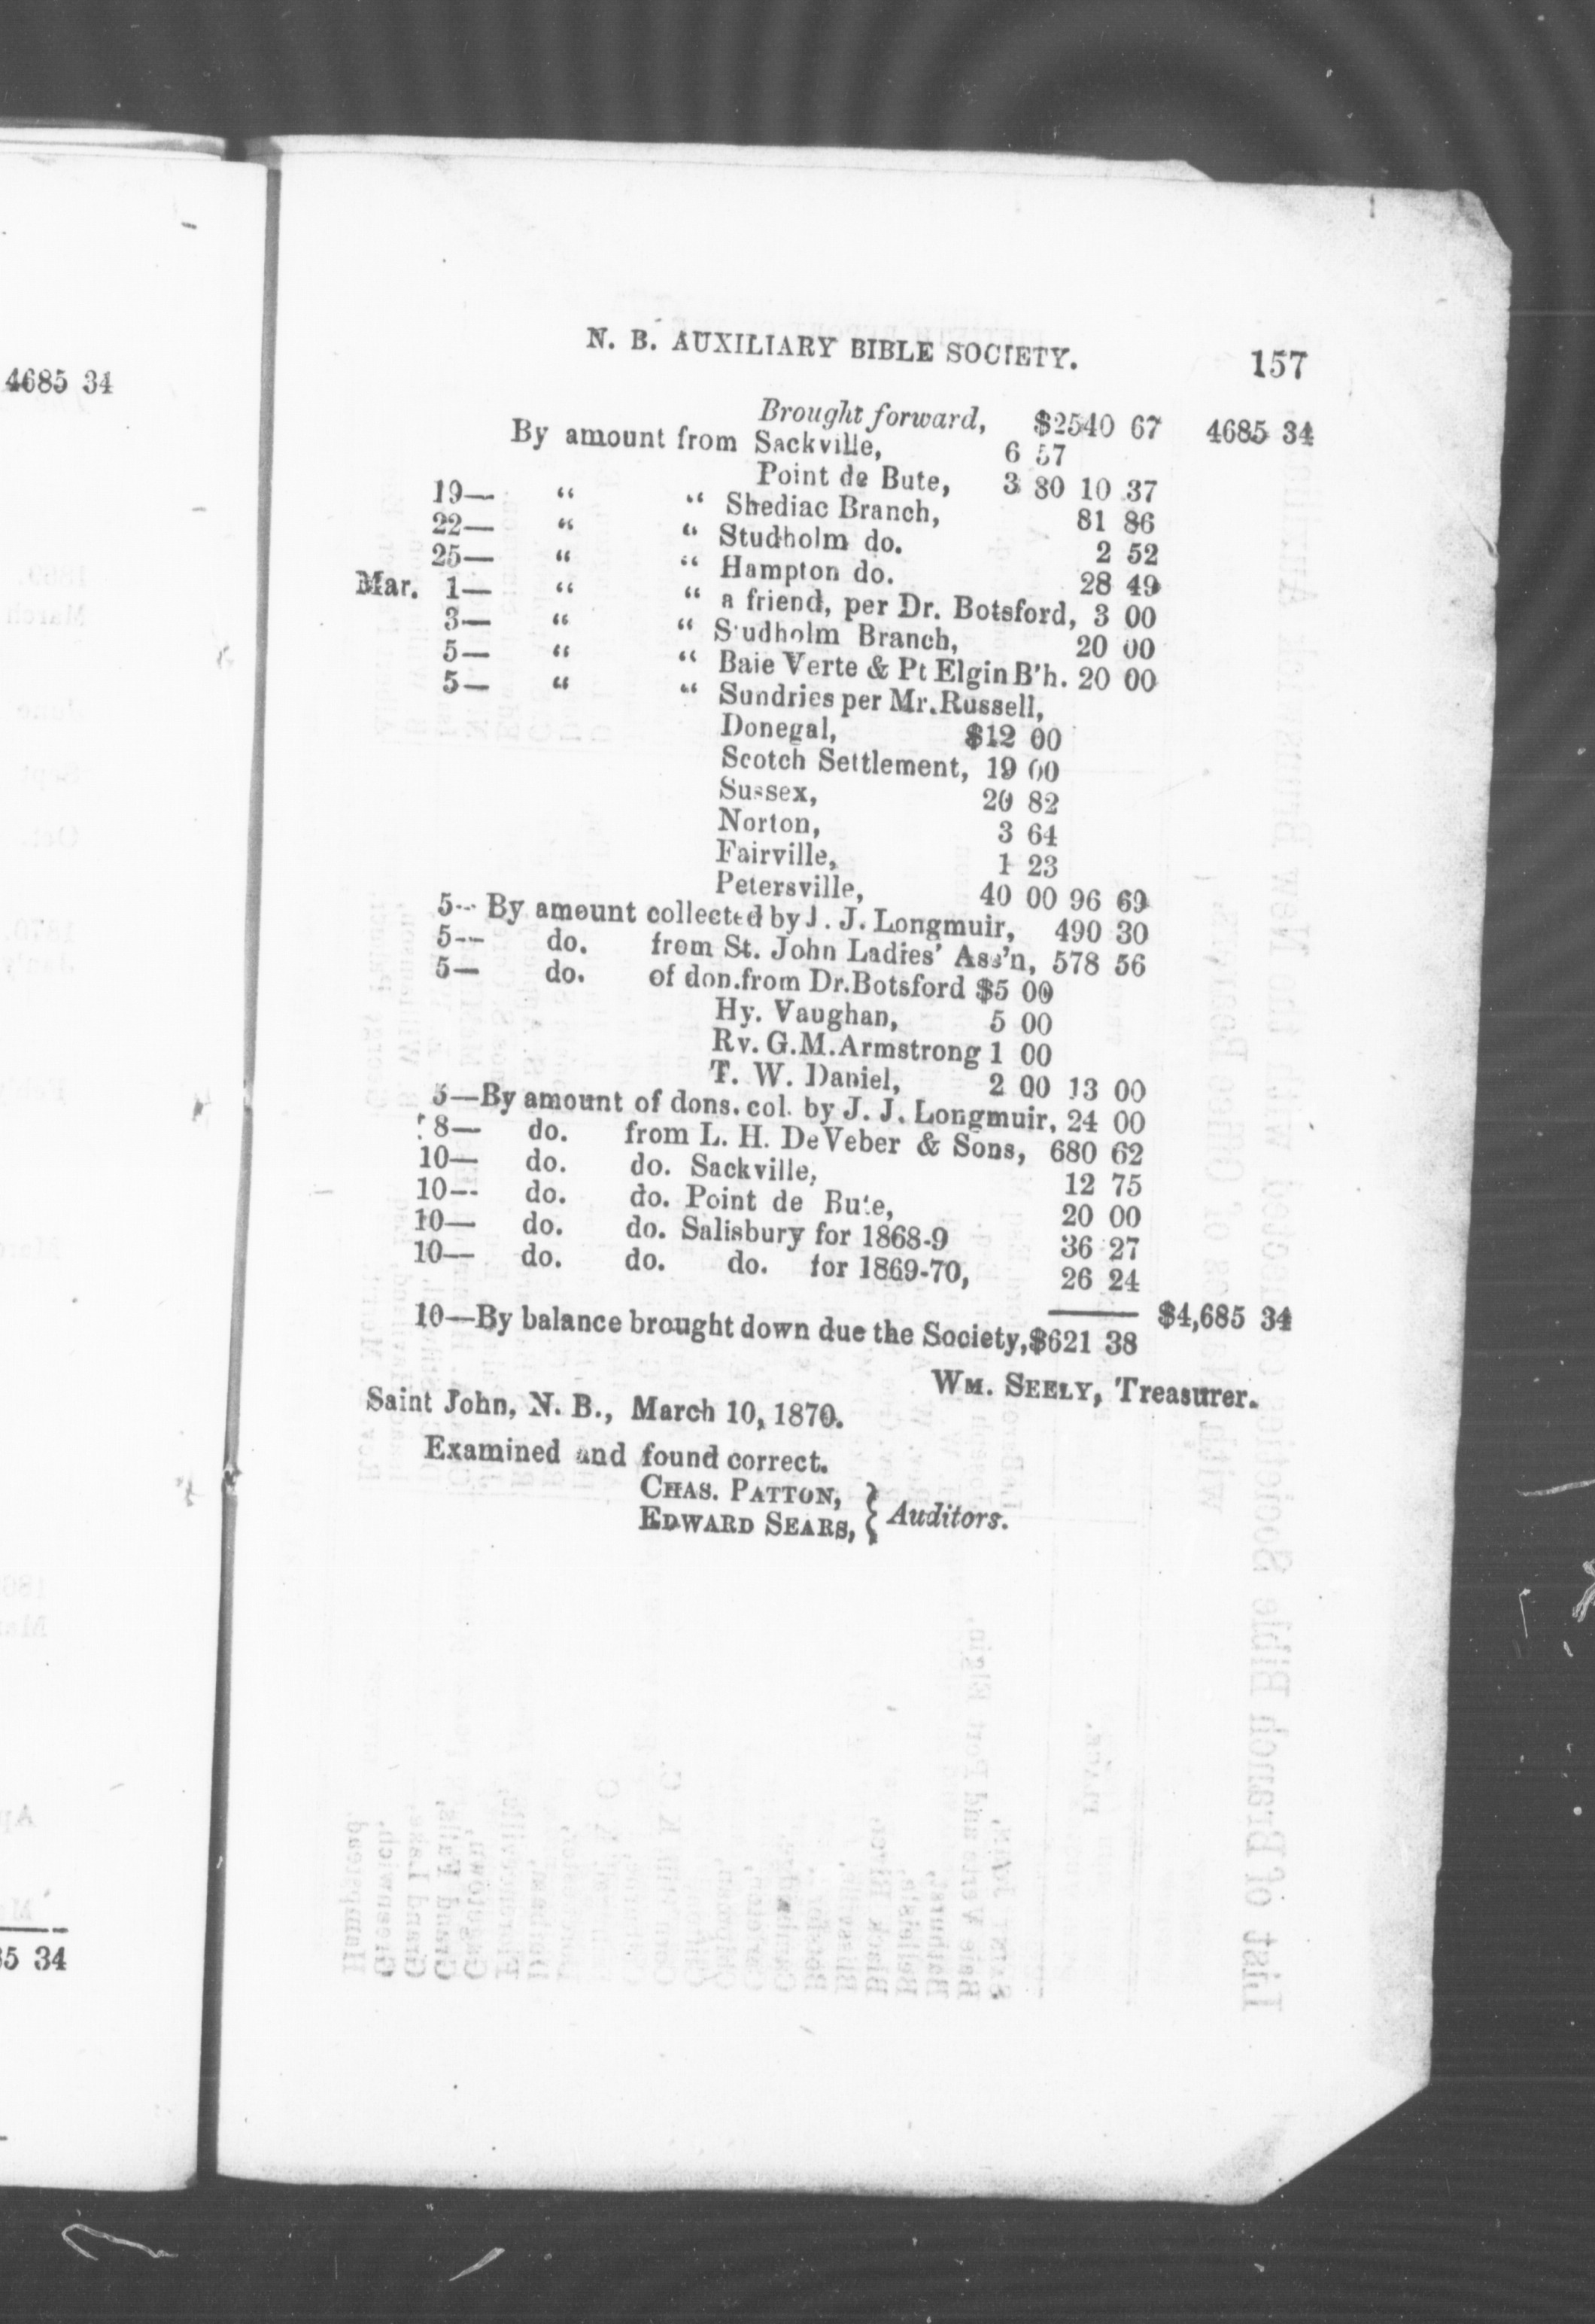 4685 34
35 34
N. B. AUXILIARY BIBLE SOCIETY. 157
Brought forward, $2540 67 4685 34
By amount from Sackville, 6 57
Point de Bute, 3 80 10 37
19— “ “ Shediac Branch, 81 86
22— “ “ Studholm do. 2 52
25— “ “ Hampton do. 28 49
Mar. 1— “ “ a friend, per Dr. Botsford, 3 00
3— “ “ Studholm Branch, 20 00
5— “ “ Baie Verte & Pt Elgin B'h. 20 00
5— “ “ Sundries per Mr. Russell,
Donegal, $12 00
Scotch Settlement, 19 00
Sussex, 20 82
Norton, 3 64
Fairville, 1 23
Petersville, 40 00 96 69
5-- By amount collected by J. J. Longmuir, 490 30
5-- do. from St. John Ladies' Ass'n, 578 56
5— do. of don. from Dr. Botsford $5 00
Hy. Vaughan, 5 00
Rv. G. M. Armstrong 1 00
T. W. Daniel, 2 00 13 00
5—By amount of dons. col. by J. J. Longmuir, 24 00
8— do. from L. H. DeVeber & Sons, 680 62
10— do. do. Sackville, 12 75
10-- do. do. Point de Bute, 20 00
10— do. do. Salisbury for 1868-9 36 27
10— do. do. do. for 1869-70, 26 24
$4,685 34
10—By balance brought down due the Society, $621 38
WM. SEELY, Treasurer.
Saint John, N. B., March 10, 1870.
Examined and found correct.
CHAS. PATTON,
EDWARD SEARS, } Auditors.